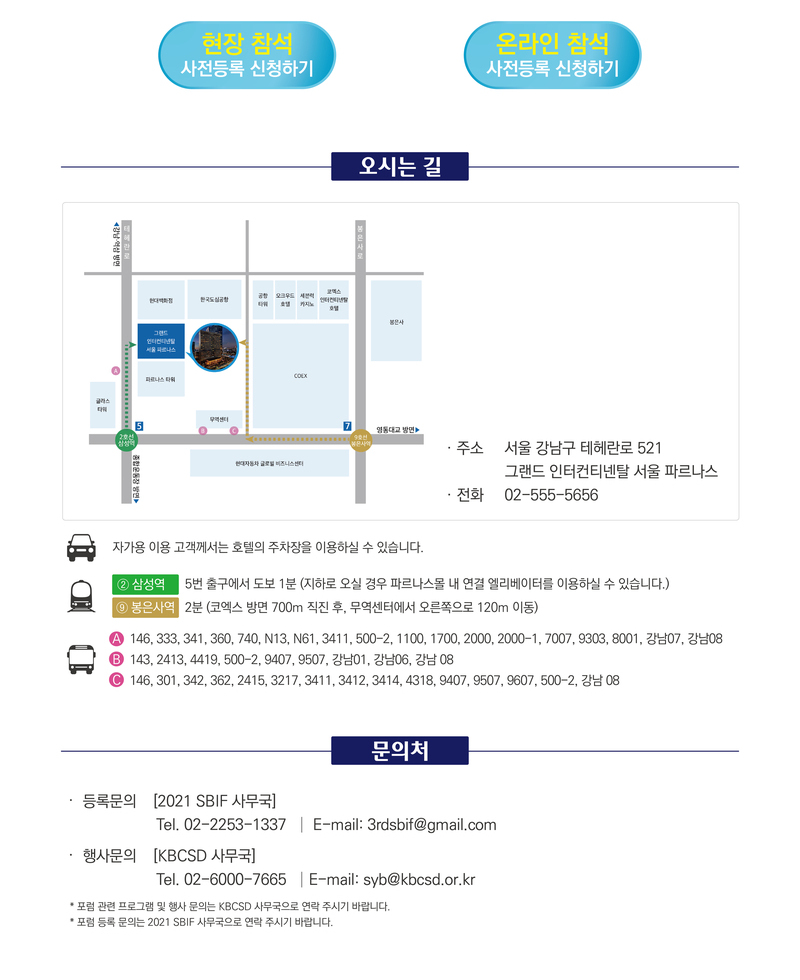 현장 참석
사전등록 신청하기
온라인 참석
사전등록 신청하기
오시는 길
◀강남·역삼 방면
테헤란로
봉은사로
현대백화점
한국도심공항
공항
타워
오크우드
호텔
세븐럭
카지노
코엑스
인터컨티넨탈
호텔
봉은사
그랜드
인터컨티넨탈
서울 파르나스
파르나스 타워
COEX
A
글라스
타워
무역센터
B
C
5
7
2호선
삼성역
9호선
봉은사역
영동대교 방면▶
종합운동장 방면▶
현대자동차 글로벌 비즈니스센터
· 주소 서울 강남구 테헤란로 521
그랜드 인터컨티넨탈 서울 파르나스
· 전화 02-555-5656
자가용 이용 고객께서는 호텔의 주차장을 이용하실 수 있습니다.
② 삼성역 5번 출구에서 도보 1분 (지하로 오실 경우 파르나스몰 내 연결 엘리베이터를 이용하실 수 있습니다.)
⑨ 봉은사역 2분 (코엑스 방면 700m 직진 후, 무역센터에서 오른쪽으로 120m 이동)
A 146, 333, 341, 360, 740, N13, N61, 3411, 500-2, 1100, 1700, 2000, 2000-1, 7007, 9303, 8001, 강남07, 강남08
B 143, 2413, 4419, 500-2, 9407, 9507, 강남01, 강남06, 강남 08
C 146, 301, 342, 362, 2415, 3217, 3411, 3412, 3414, 4318, 9407, 9507, 9607, 500-2, 강남 08
문의처
· 등록문의 [2021 SBIF 사무국]
Tel. 02-2253-1337 | E-mail: 3rdsbif@gmail.com
· 행사문의 [KBCSD 사무국]
Tel. 02-6000-7665 | E-mail: syb@kbcsd.or.kr
* 포럼 관련 프로그램 및 행사 문의는 KBCSD 사무국으로 연락 주시기 바랍니다.
* 포럼 등록 문의는 2021 SBIF 사무국으로 연락 주시기 바랍니다.